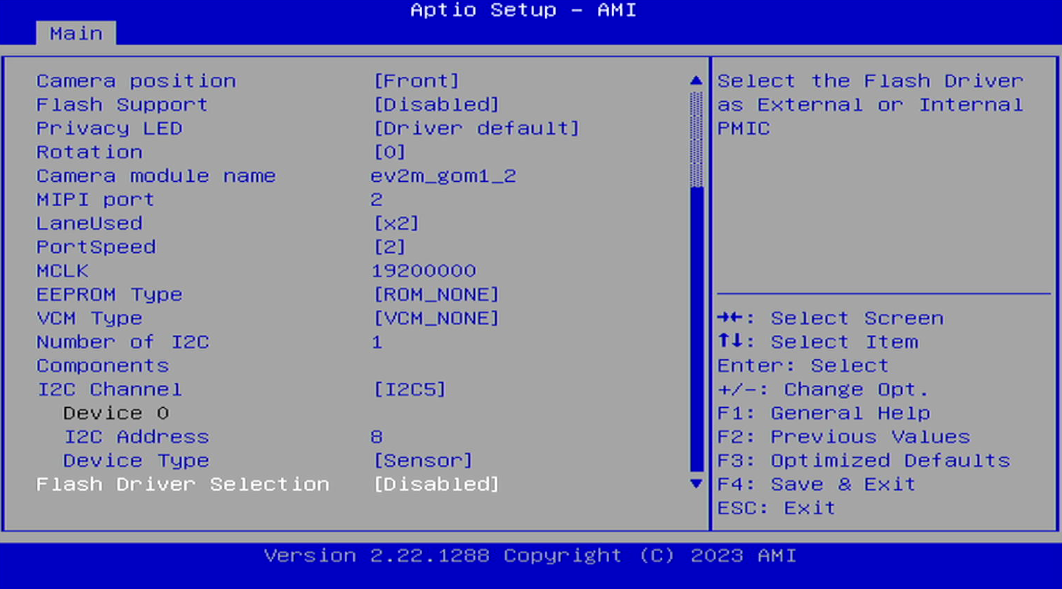 Aptio Setup – AMI
Main
Camera position [Front]
Flash Support [Disabled]
Privacy LED [Driver default]
Rotation [0]
Camera module name ev2m_gom1_2
MIPI port 2
LaneUsed [x2]
PortSpeed [2]
MCLK 19200000
EEPROM Type [ROM_NONE]
VCM Type [VCM_NONE]
Number of I2C 1
Components
I2C Channel [I2C5]
Device 0
I2C Address 8
Device Type [Sensor]
Flash Driver Selection [Disabled]
Select the Flash Driver
as External or Internal
PMIC
→←: Select Screen
↑↓: Select Item
Enter: Select
+/-: Change Opt.
F1: General Help
F2: Previous Values
F3: Optimized Defaults
F4: Save & Exit
ESC: Exit
Version 2.22.1288 Copyright (C) 2023 AMI